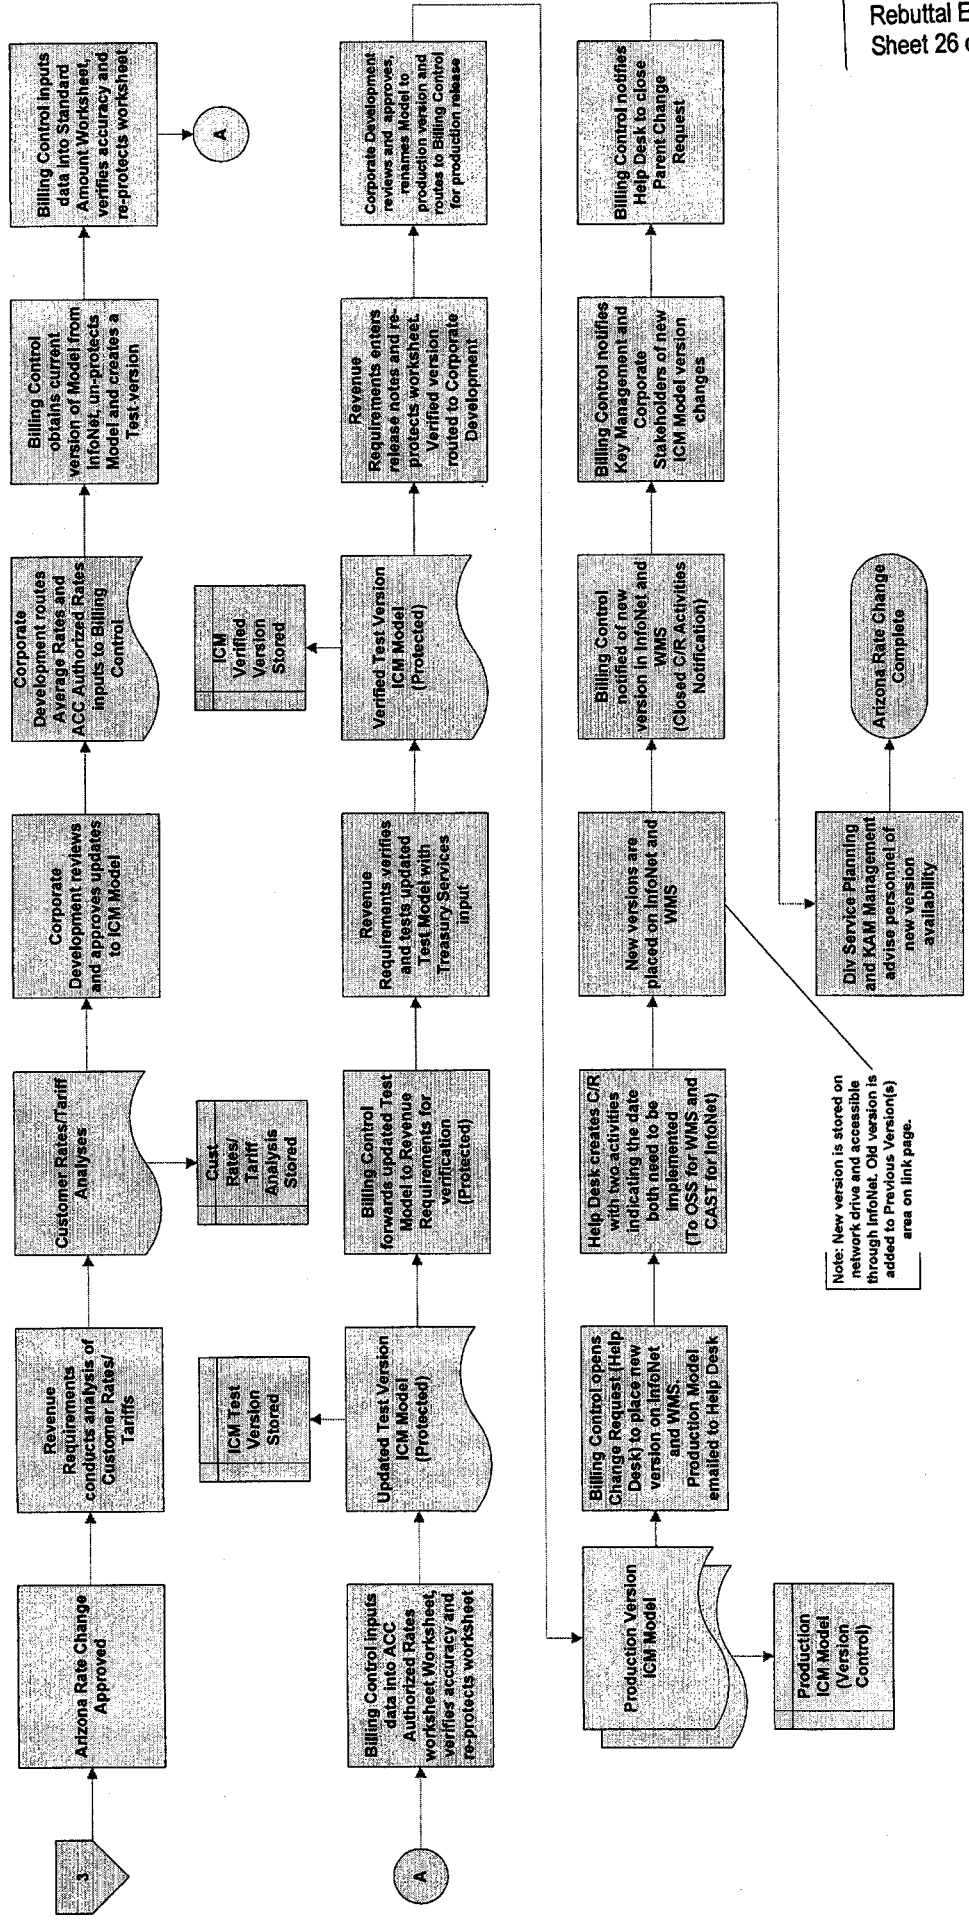 Rebuttal E
Sheet 26 o
3
Arizona Rate Change
Approved
Revenue
Requirements
conducts analysis of
Customer Rates/
Tariffs
Customer Rates/Tariff
Analyses
Cust
Rates/
Tariff
Analysis
Stored
Corporate
Development reviews
and approves updates
to ICM Model
Corporate
Development routes
Average Rates and
ACC Authorized Rates
inputs to Billing
Control
Billing Control
obtains current
version of Model from
InfoNet, un-protects
Model and creates a
Test version
Billing Control inputs
data into Standard
Amount Worksheet,
verifies accuracy and
re-protects worksheet
A
A
Billing Control inputs
data into ACC
Authorized Rates
worksheet Worksheet,
verifies accuracy and
re-protects worksheet
Updated Test Version
ICM Model
(Protected)
ICM Test
Version
Stored
Billing Control
forwards updated Test
Model to Revenue
Requirements for
verification
(Protected)
Revenue
Requirements verifies
and tests updated
Test Model with
Treasury Services
input
Verified Test Version
ICM Model
(Protected)
ICM
Verified
Version
Stored
Revenue
Requirements enters
release notes and re-
protects worksheet.
Verified version
routed to Corporate
Development
Corporate Development
reviews and approves,
renames Model to
production version and
routes to Billing Control
for production release
Production Version
ICM Model
Production
ICM Model
(Version
Control)
Billing Control opens
Change Request (Help
Desk) to place new
version on InfoNet
and WMS.
Production Model
emailed to Help Desk
Help Desk creates C/R
with two activities
indicating the date
both need to be
implemented
(To OSS for WMS and
CAST for InfoNet)
New versions are
placed on InfoNet and
WMS
Note: New version is stored on
network drive and accessible
through InfoNet. Old version is
added to Previous Version(s)
area on link page.
Billing Control
notified of new
version in InfoNet and
WMS
(Closed C/R Activities
Notification)
Billing Control notifies
Key Management and
Corporate
Stakeholders of new
ICM Model version
changes
Billing Control notifies
Help Desk to close
Parent Change
Request
Div Service Planning
and KAM Management
advise personnel of
new version
availability
Arizona Rate Change
Complete